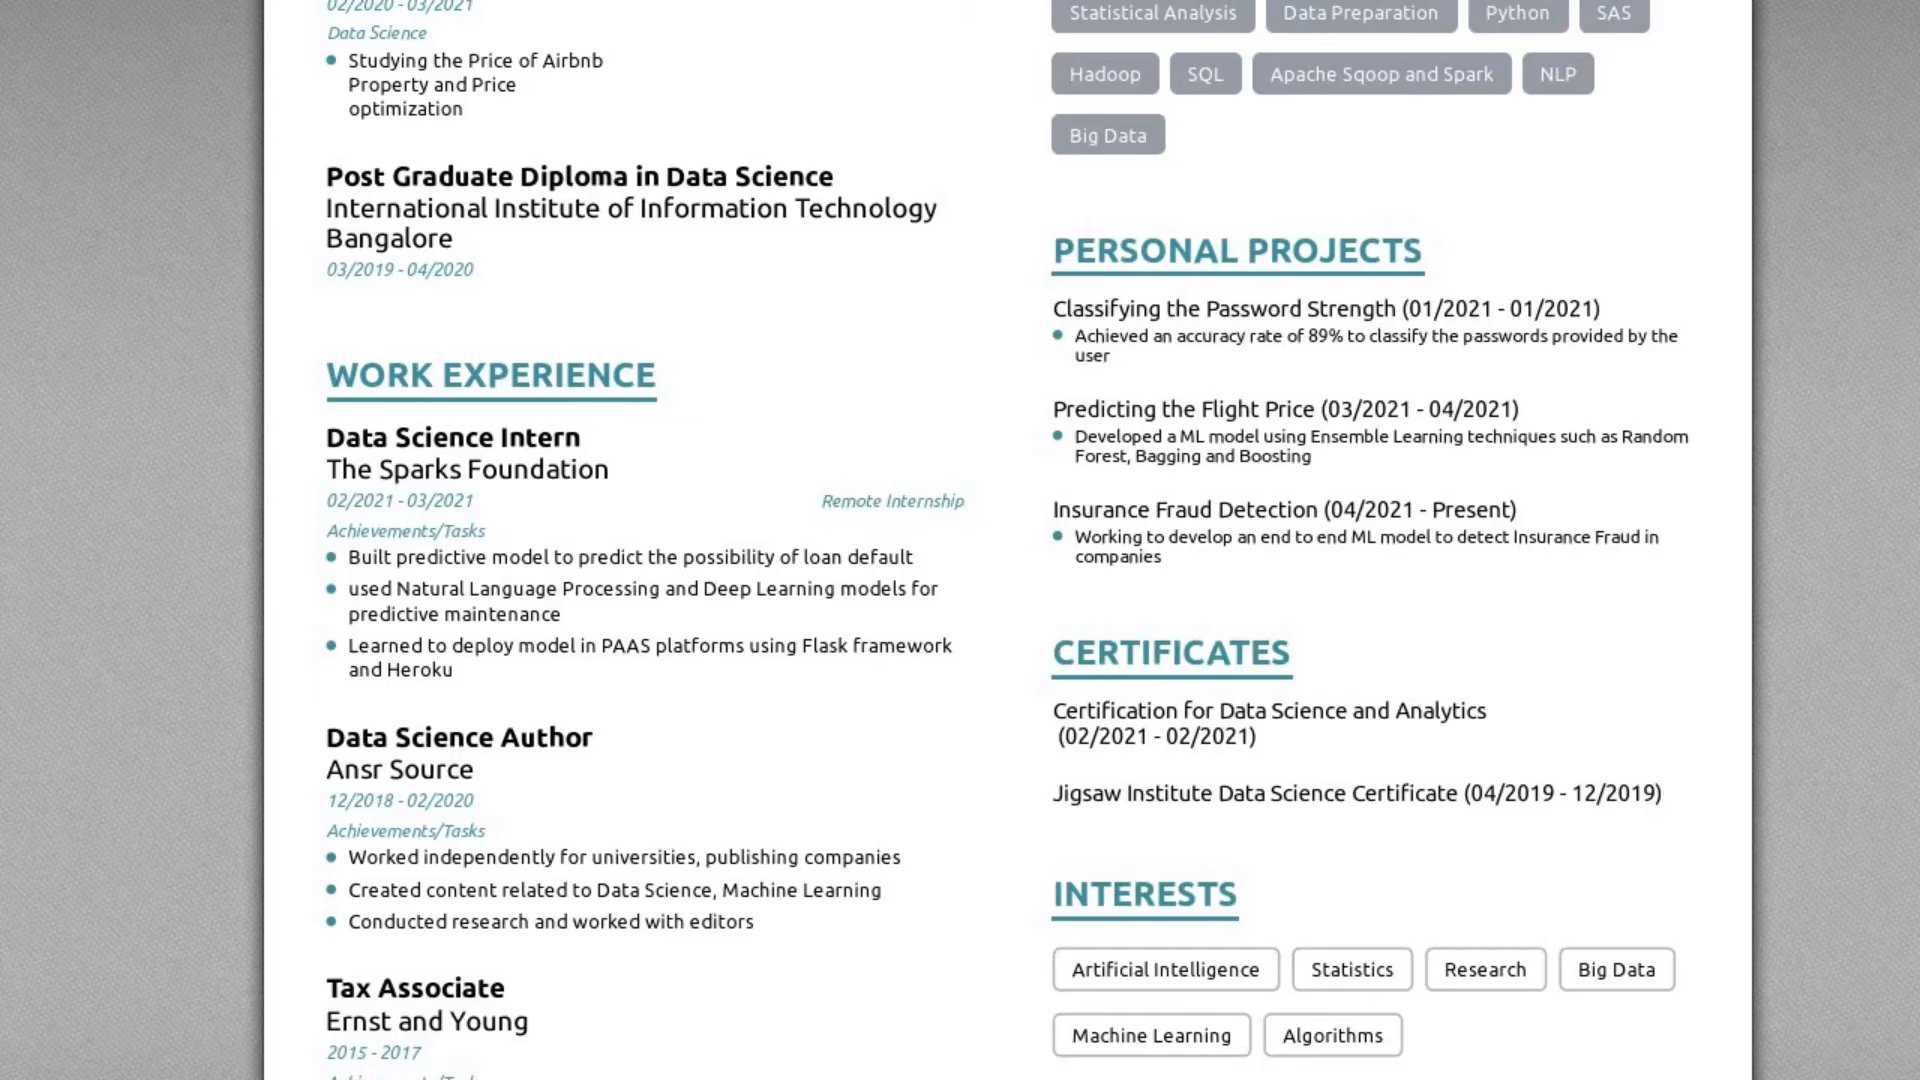 02/2020 - 03/2021
Data Science
Studying the Price of Airbnb
Property and Price
optimization
Post Graduate Diploma in Data Science
International Institute of Information Technology
Bangalore
03/2019 - 04/2020
WORK EXPERIENCE
Data Science Intern
The Sparks Foundation
02/2021 - 03/2021 Remote Internship
Achievements/Tasks
Built predictive model to predict the possibility of loan default
used Natural Language Processing and Deep Learning models for
predictive maintenance
Learned to deploy model in PAAS platforms using Flask framework
and Heroku
Data Science Author
Ansr Source
12/2018 - 02/2020
Achievements/Tasks
Worked independently for universities, publishing companies
Created content related to Data Science, Machine Learning
Conducted research and worked with editors
Tax Associate
Ernst and Young
2015 - 2017
Statistical Analysis Data Preparation Python SAS
Hadoop SQL Apache Sqoop and Spark NLP
Big Data
PERSONAL PROJECTS
Classifying the Password Strength (01/2021 - 01/2021)
Achieved an accuracy rate of 89% to classify the passwords provided by the
user
Predicting the Flight Price (03/2021 - 04/2021)
Developed a ML model using Ensemble Learning techniques such as Random
Forest, Bagging and Boosting
Insurance Fraud Detection (04/2021 - Present)
Working to develop an end to end ML model to detect Insurance Fraud in
companies
CERTIFICATES
Certification for Data Science and Analytics
(02/2021 - 02/2021)
Jigsaw Institute Data Science Certificate (04/2019 - 12/2019)
INTERESTS
Artificial Intelligence Statistics Research Big Data
Machine Learning Algorithms